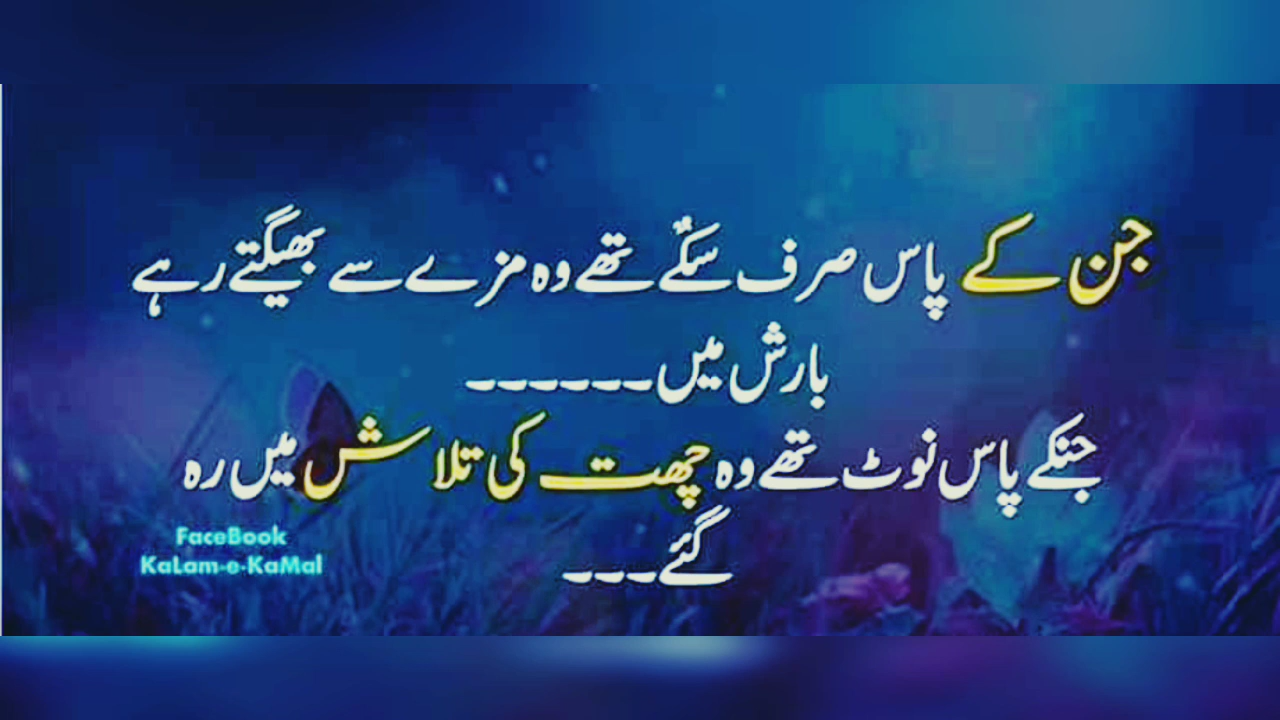 جن کے پاس صرف سکّے تھے وہ مزے سے بھیگتے رہے
بارش میں۔۔۔۔۔۔
جنکے پاس نوٹ تھے وہ چھت کی تلاش میں رہ
گئے۔۔۔
FaceBook
KaLam-e-KaMal